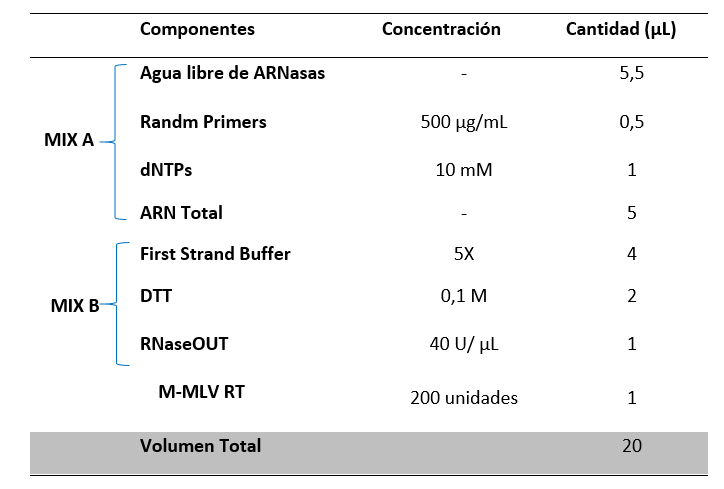 Componentes Concentración Cantidad (µL)
Agua libre de ARNasas - 5,5
Randm Primers 500 µg/mL 0,5
MIX A
dNTPs 10 mM 1
ARN Total - 5
First Strand Buffer 5X 4
DTT 0,1 M 2
MIX B
RNaseOUT 40 U/ µL 1
M-MLV RT 200 unidades 1
Volumen Total 20